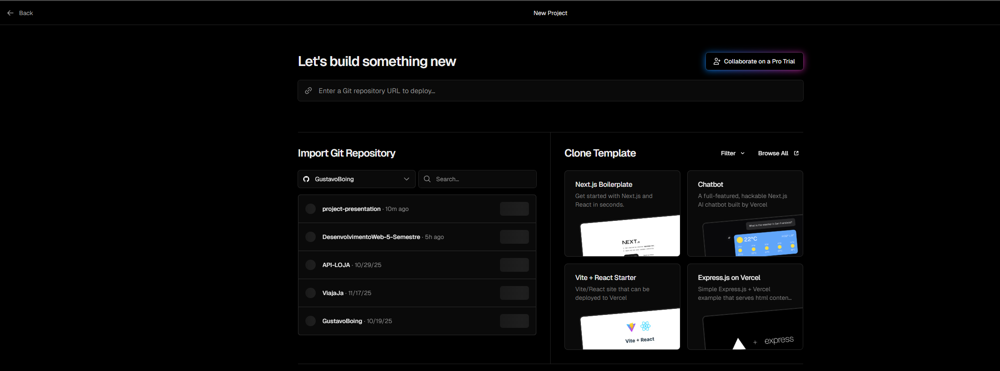 Back
New Project
Let's build something new
Collaborate on a Pro Trial
Enter a Git repository URL to deploy...
Import Git Repository
GustavoBoing
Search...
project-presentation · 10m ago
DesenvolvimentoWeb-5-Semestre · 5h ago
API-LOJA · 10/29/25
ViajaJa · 11/17/25
GustavoBoing · 10/19/25
Clone Template
Filter
Browse All
Next.js Boilerplate
Get started with Next.js and
React in seconds.
NEXT.js
Chatbot
A full-featured, hackable Next.js
AI chatbot built by Vercel
What is the weather in San Francisco?
22°C
Vite + React Starter
Vite/React site that can be
deployed to Vercel
Vite + React
Express.js on Vercel
Simple Express.js + Vercel
example that serves html conten...
+ express